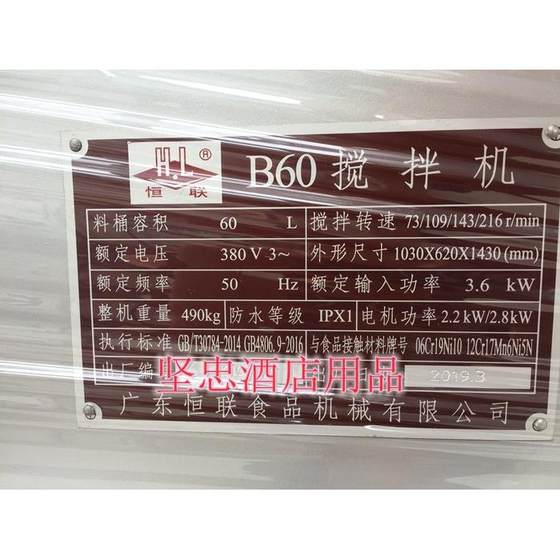 H.L ®
恒联
B60 搅拌机
料桶容积 60 L 搅拌转速 73/109/143/216 r/min
额定电压 380 V 3~ 外形尺寸 1030X620X1430 (mm)
额定频率 50 Hz 额定输入功率 3.6 kW
整机重量 490kg 防水等级 IPX1 电机功率 2.2 kW/2.8kW
执行标准 GB/T30784-2014 GB4806.9-2016 与食品接触材料牌号 06Cr19Ni10 12Cr17Mn6Ni5N
出厂编 2019.3
坚忠酒店用品
广东恒联食品机械有限公司